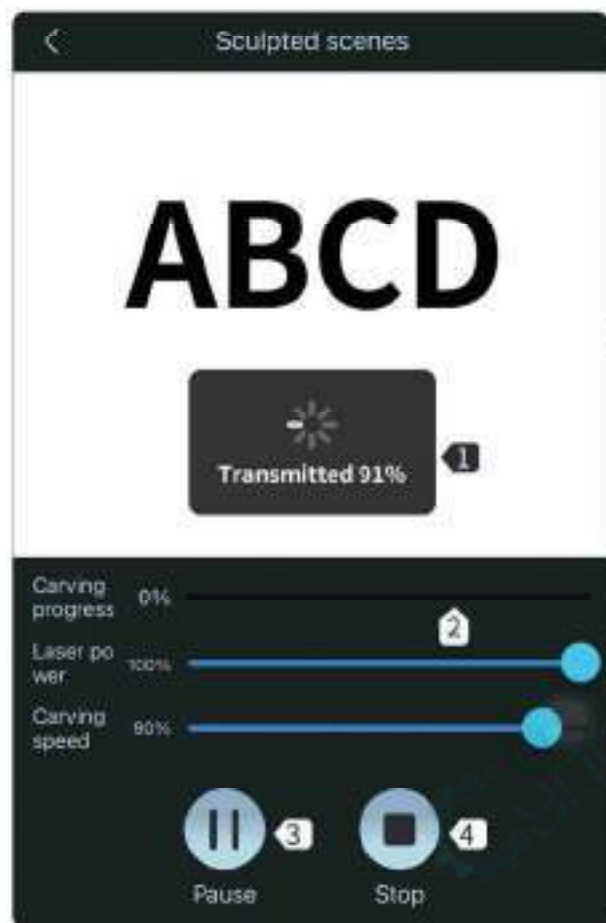 Sculpted scenes
ABCD
Transmitted 91%
1
Carving
progress
0%
2
Laser po
wer
100%
Carving
speed
90%
3
4
Pause
Stop